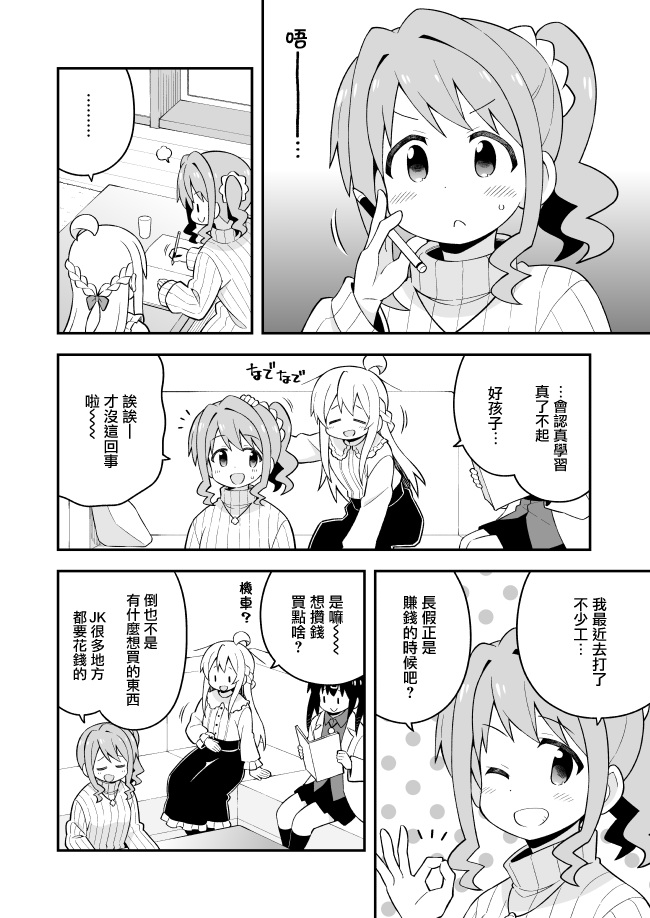 唔——…
………
…會認真學習
真了不起
好孩子…
なでなで
誒誒—
才沒這回事
啦~~~
我最近去打了
不少工…
長假正是
賺錢的時候吧？
是嘛~~~
想攢錢
買點啥？
機車？
倒也不是
有什麼想買的東西
JK很多地方
都要花錢的